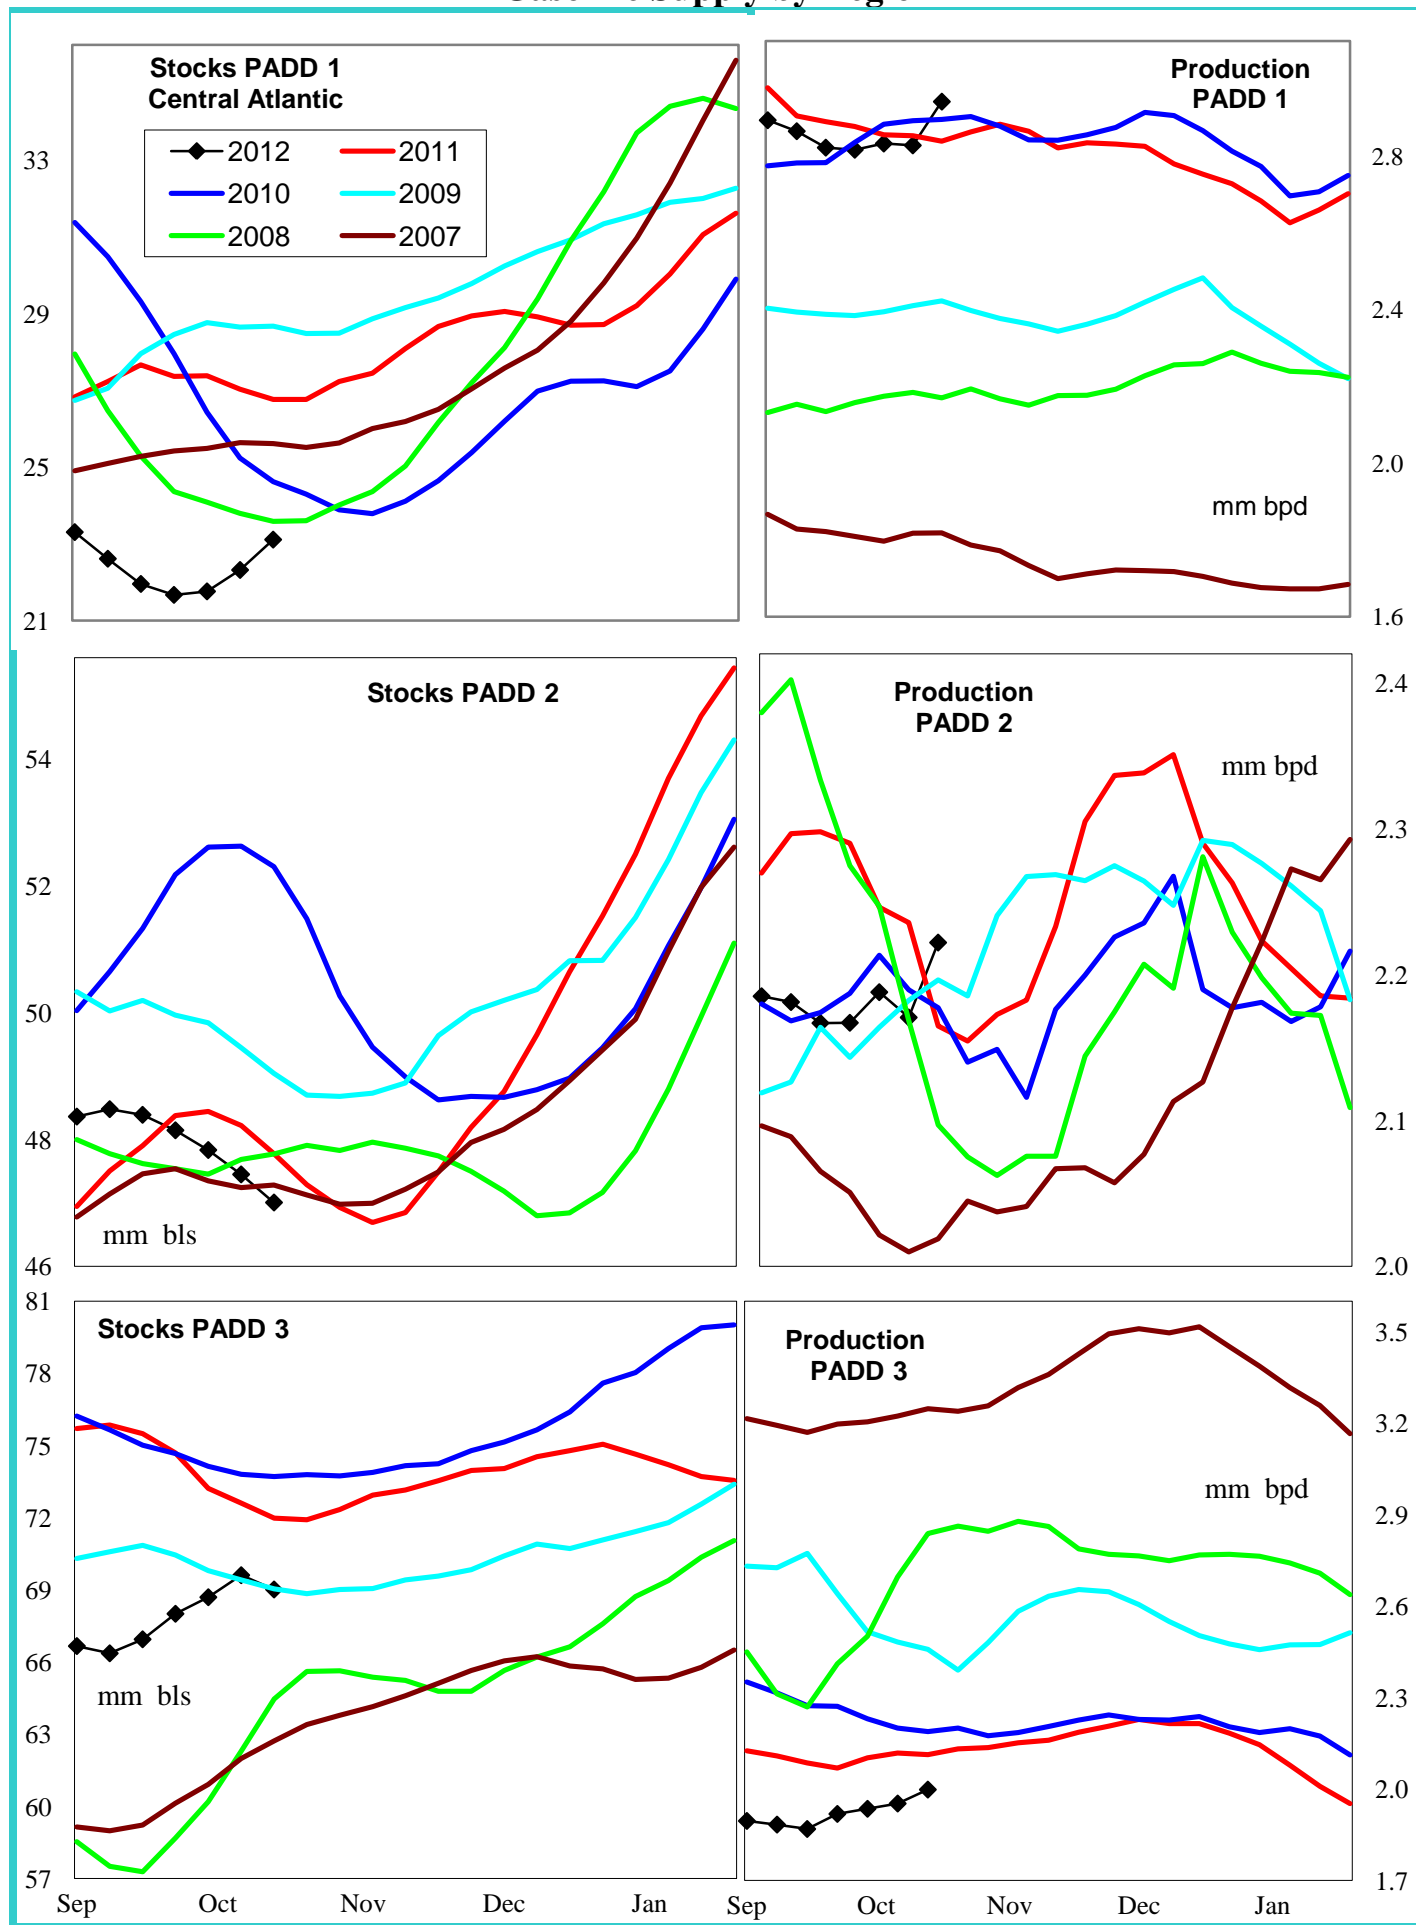 Stocks PADD 1
Central Atlantic
2012
2011
2010
2009
2008
2007
33
29
25
21
Production
PADD 1
mm bpd
2.8
2.4
2.0
1.6
Stocks PADD 2
54
52
50
48
46
mm bls
Production
PADD 2
mm bpd
2.4
2.3
2.2
2.1
2.0
Stocks PADD 3
81
78
75
72
69
66
63
60
57
mm bls
Sep Oct Nov Dec Jan
Production
PADD 3
mm bpd
3.5
3.2
2.9
2.6
2.3
2.0
1.7
Sep Oct Nov Dec Jan